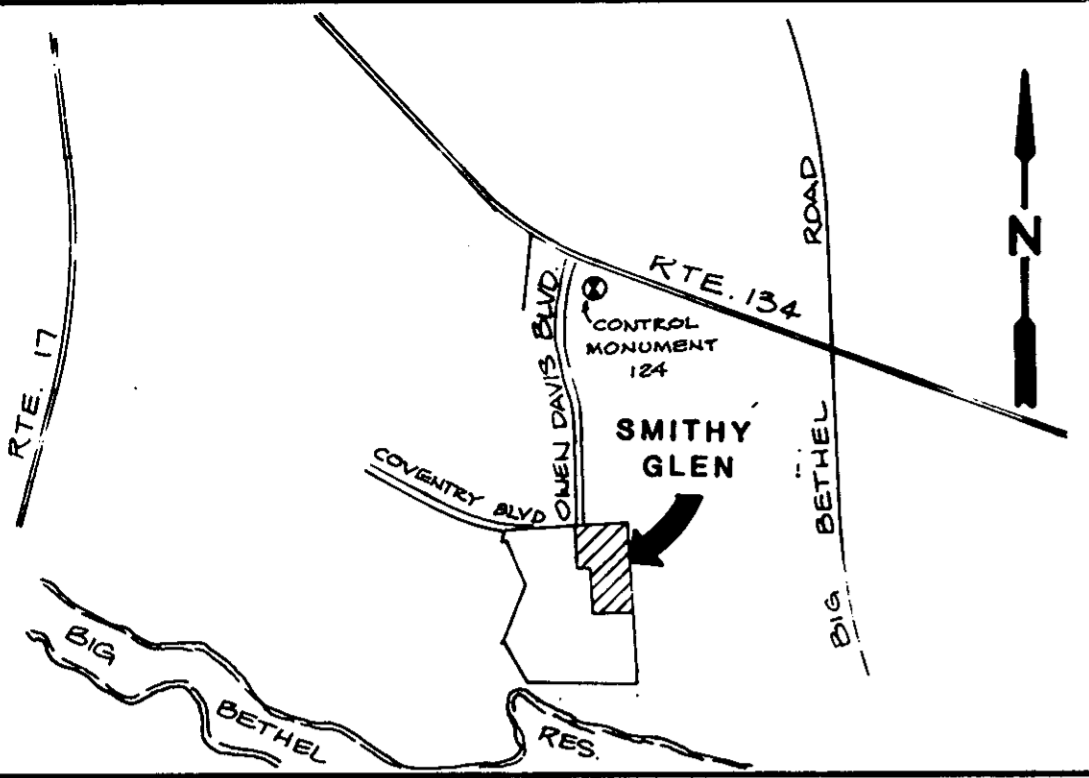 RTE. 17
RTE. 134
BIG BETHEL ROAD
N
OWEN DAVIS BLVD.
CONTROL
MONUMENT
124
SMITHY
GLEN
COVENTRY BLVD
BIG
BETHEL
RES.